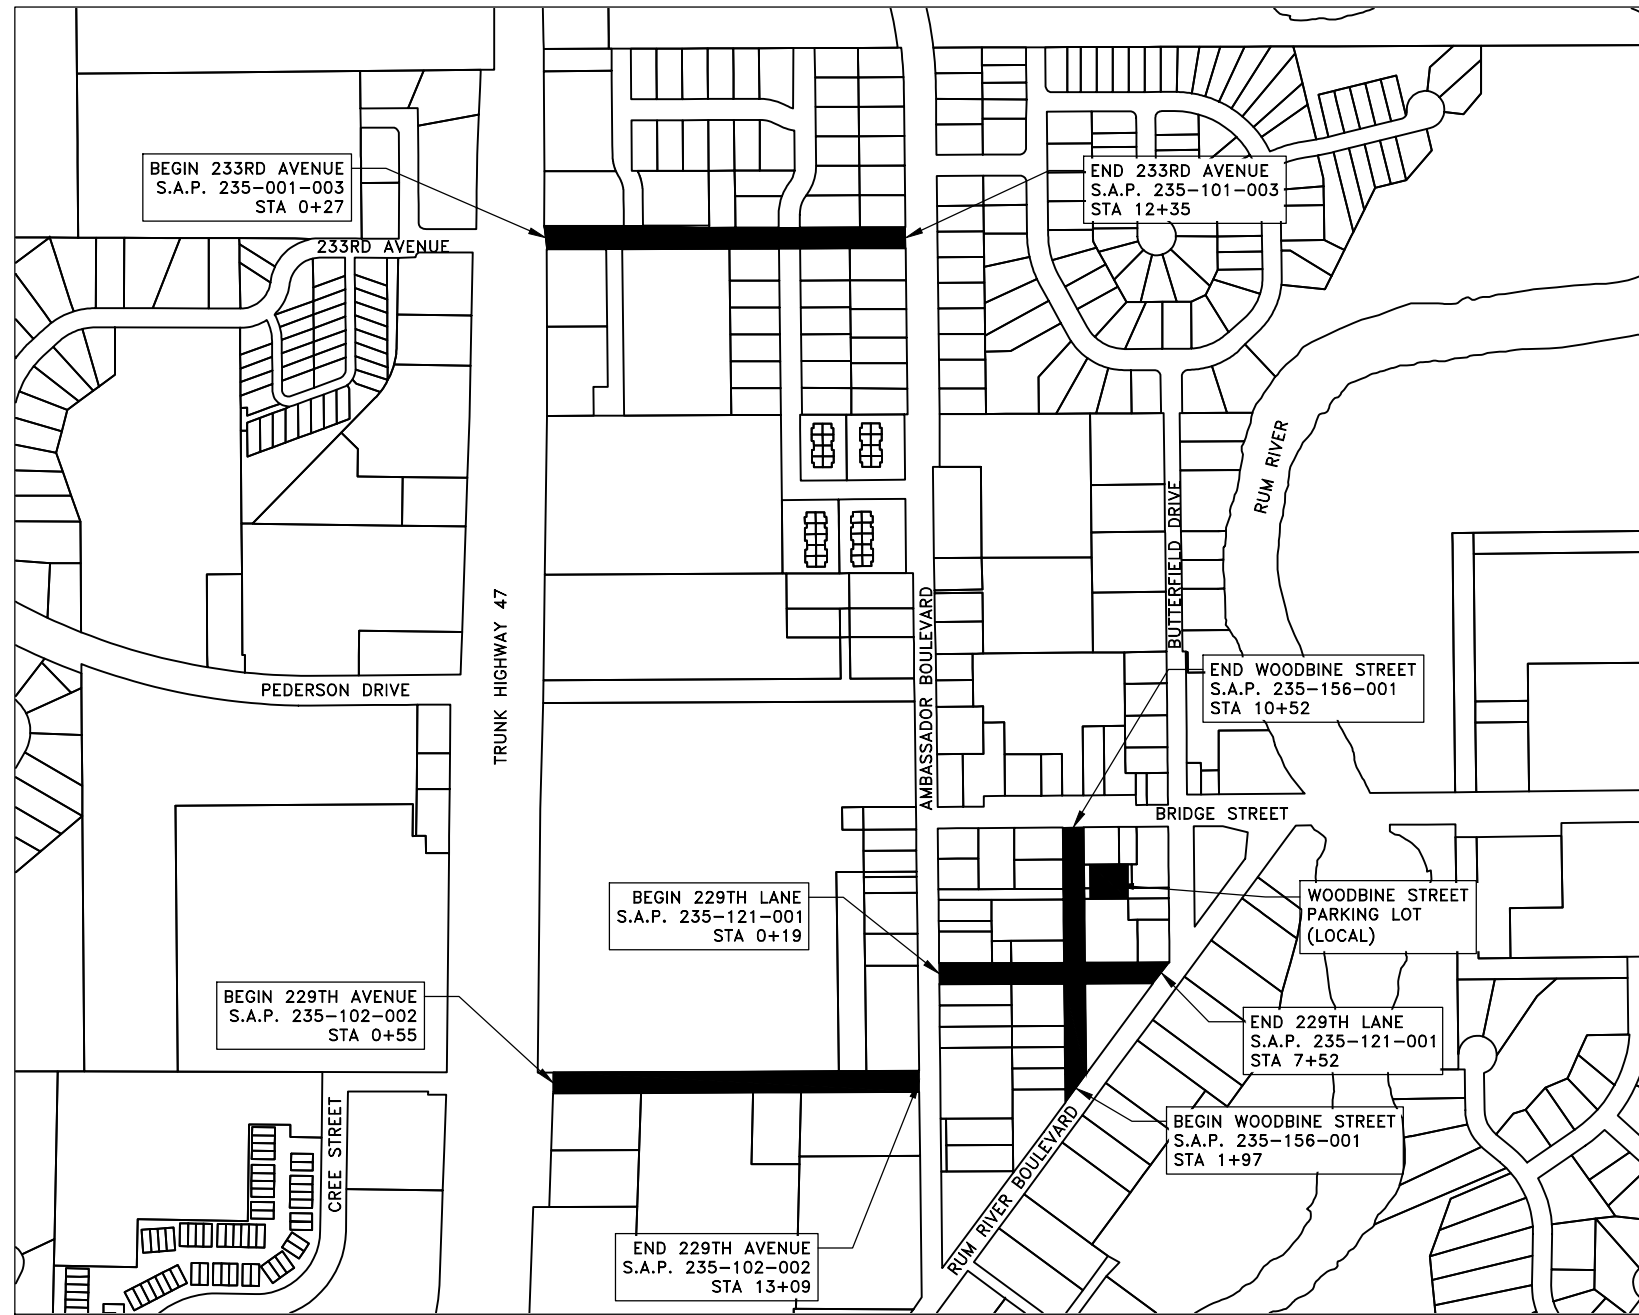 BEGIN 233RD AVENUE
S.A.P. 235-001-003
STA 0+27
END 233RD AVENUE
S.A.P. 235-101-003
STA 12+35
233RD AVENUE
RUM RIVER
BUTTERFIELD DRIVE
TRUNK HIGHWAY 47
AMBASSADOR BOULEVARD
PEDERSON DRIVE
END WOODBINE STREET
S.A.P. 235-156-001
STA 10+52
BRIDGE STREET
BEGIN 229TH LANE
S.A.P. 235-121-001
STA 0+19
WOODBINE STREET
PARKING LOT
(LOCAL)
BEGIN 229TH AVENUE
S.A.P. 235-102-002
STA 0+55
END 229TH LANE
S.A.P. 235-121-001
STA 7+52
CREE STREET
BEGIN WOODBINE STREET
S.A.P. 235-156-001
STA 1+97
RUM RIVER BOULEVARD
END 229TH AVENUE
S.A.P. 235-102-002
STA 13+09